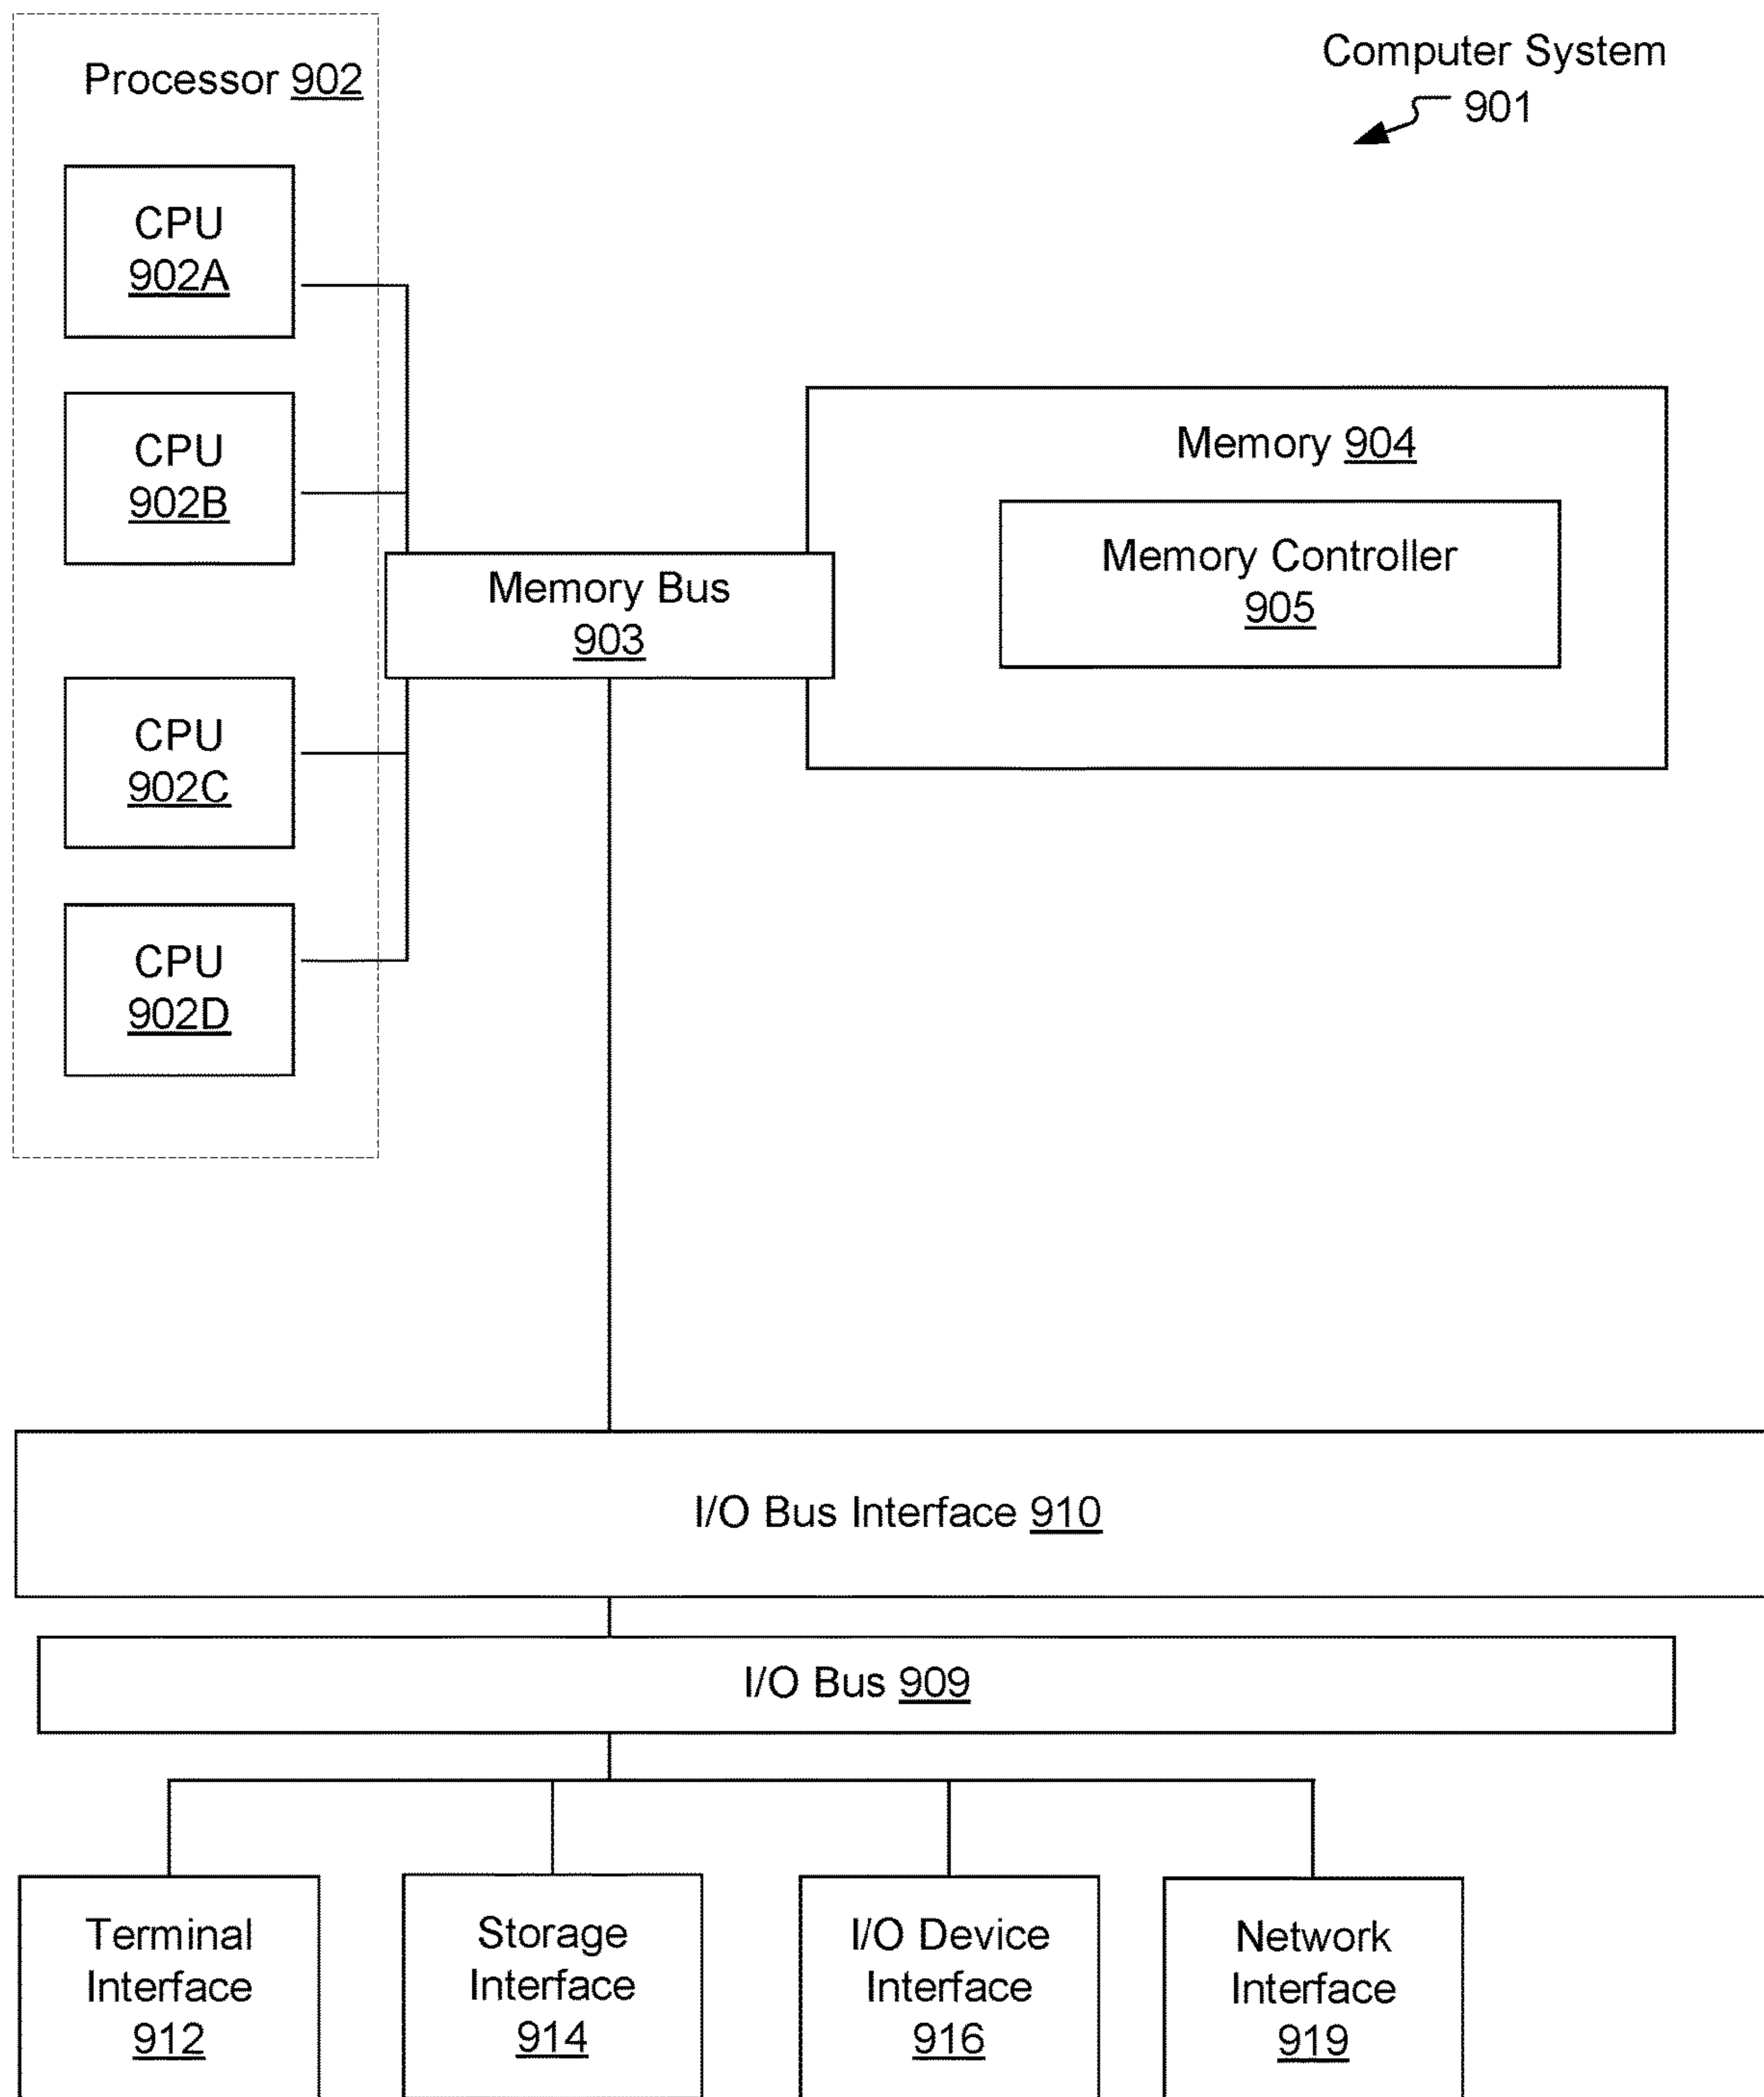 Processor 902
Computer System
901
CPU
902A
CPU
902B
Memory 904
Memory Controller
905
Memory Bus
903
CPU
902C
CPU
902D
I/O Bus Interface 910
I/O Bus 909
Terminal
Interface
912
Storage
Interface
914
I/O Device
Interface
916
Network
Interface
919